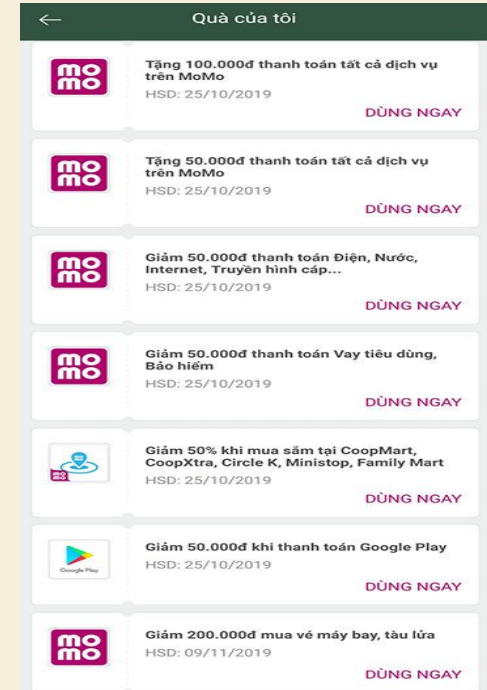 Quà của tôi
mo
mo
Tặng 100.000đ thanh toán tất cả dịch vụ
trên MoMo
HSD: 25/10/2019
DÙNG NGAY
mo
mo
Tặng 50.000đ thanh toán tất cả dịch vụ
trên MoMo
HSD: 25/10/2019
DÙNG NGAY
mo
mo
Giảm 50.000đ thanh toán Điện, Nước,
Internet, Truyền hình cáp...
HSD: 25/10/2019
DÙNG NGAY
mo
mo
Giảm 50.000đ thanh toán Vay tiêu dùng,
Bảo hiểm
HSD: 25/10/2019
DÙNG NGAY
mo
mo
Giảm 50% khi mua sắm tại CoopMart,
CoopXtra, Circle K, Ministop, Family Mart
HSD: 25/10/2019
DÙNG NGAY
Google Play
Giảm 50.000đ khi thanh toán Google Play
HSD: 25/10/2019
DÙNG NGAY
mo
mo
Giảm 200.000đ mua vé máy bay, tàu lửa
HSD: 09/11/2019
DÙNG NGAY